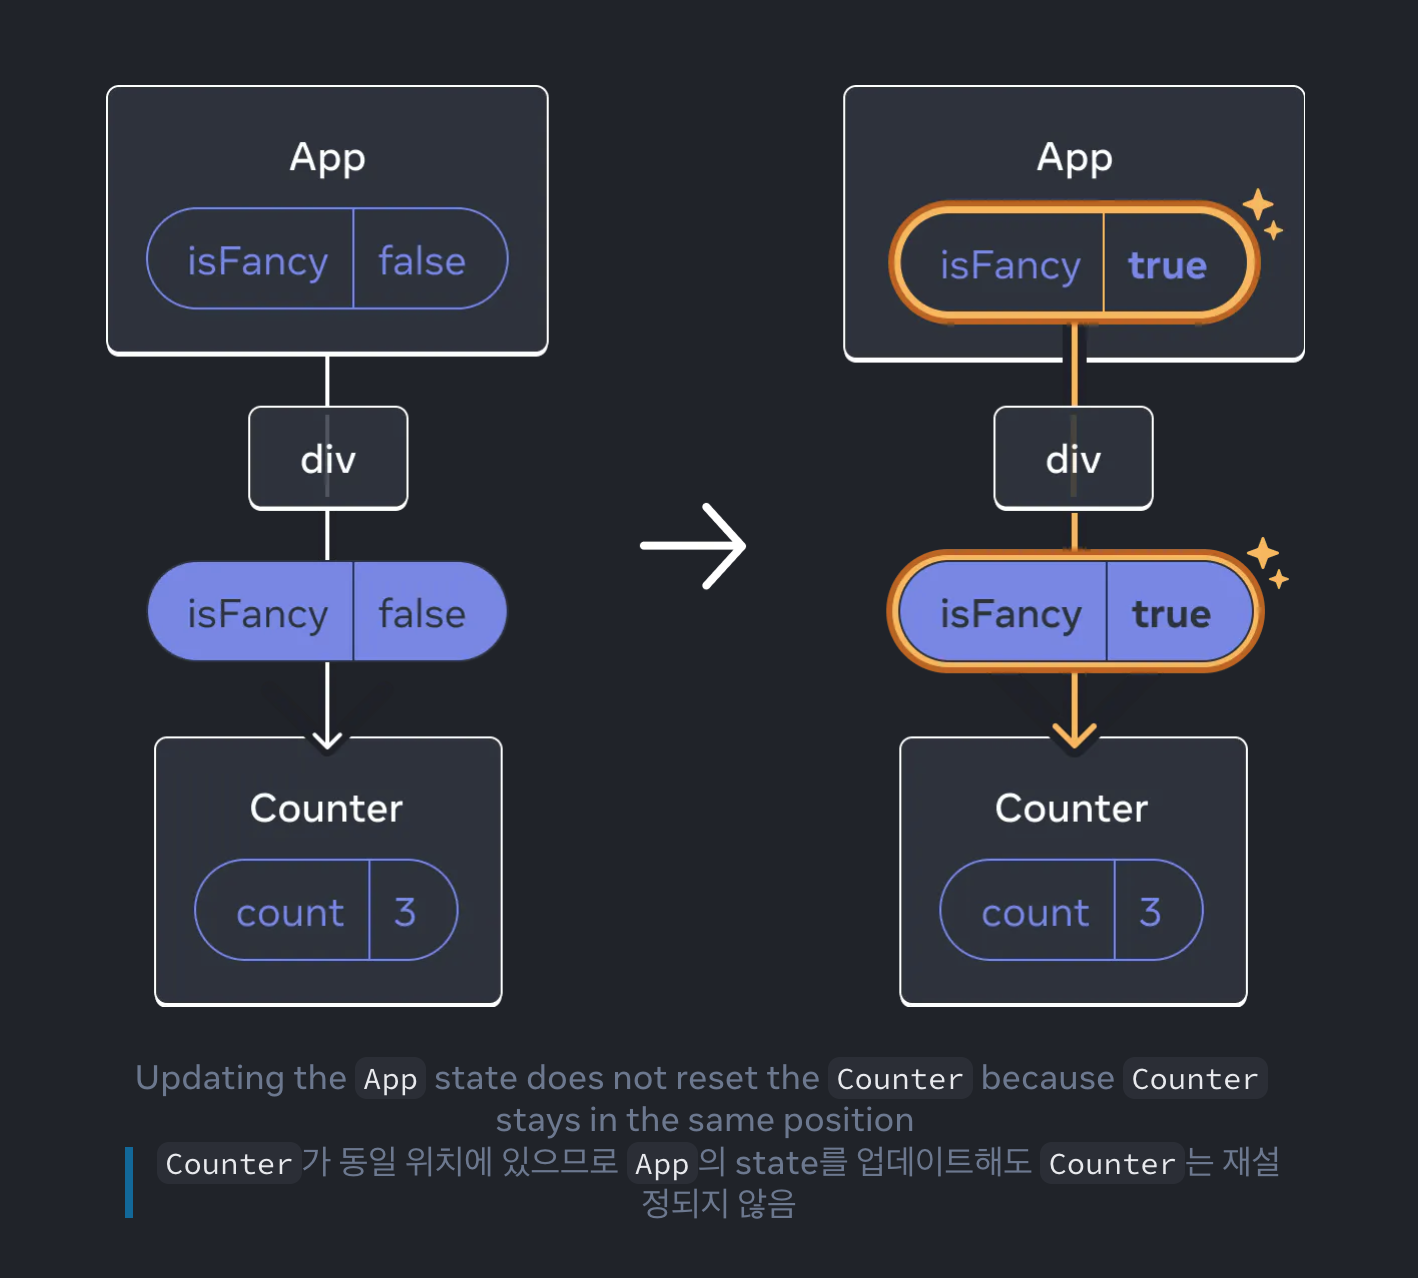 App
isFancy false
div
isFancy false
Counter
count 3
App
isFancy true
div
isFancy true
Counter
count 3
Updating the App state does not reset the Counter because Counter
stays in the same position
Counter가 동일 위치에 있으므로 App의 state를 업데이트해도 Counter는 재설
정되지 않음